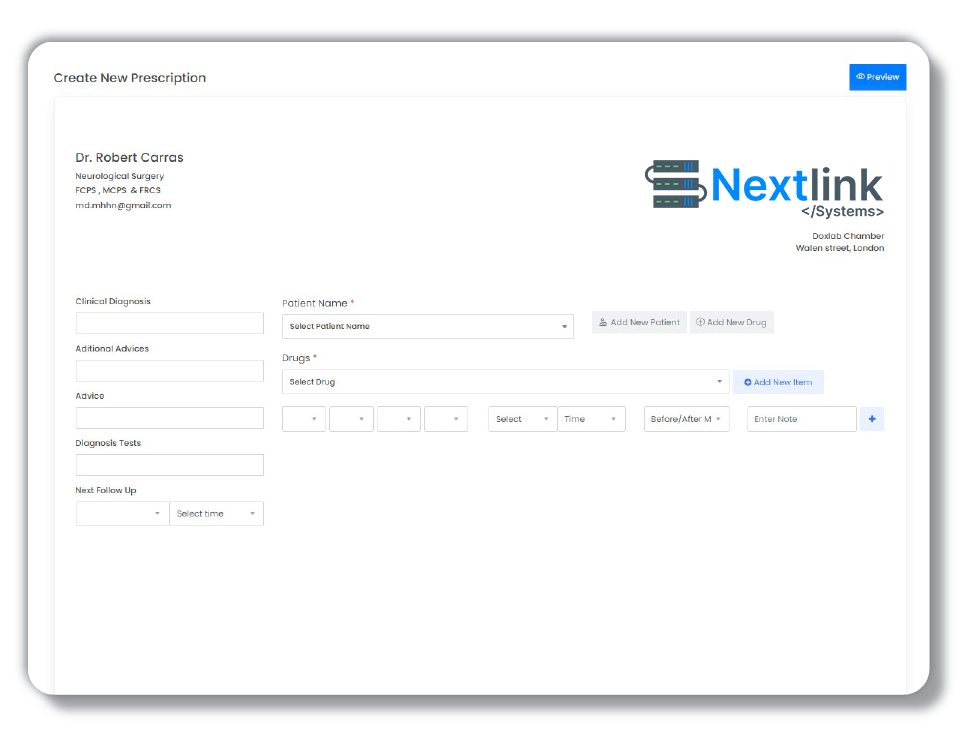 Create New Prescription
Preview
Dr. Robert Carras
Neurological Surgery
FCPS , MCPS & FRCS
md.mhhn@gmail.com
Nextlink
</Systems>
Doxlab Chamber
Walen street, London
Clinical Diagnosis
Aditional Advices
Advice
Diagnosis Tests
Next Follow Up
Select time
Patient Name *
Select Patient Name
Add New Patient
Add New Drug
Drugs *
Select Drug
Add New Item
Select
Time
Before/After M
Enter Note
+